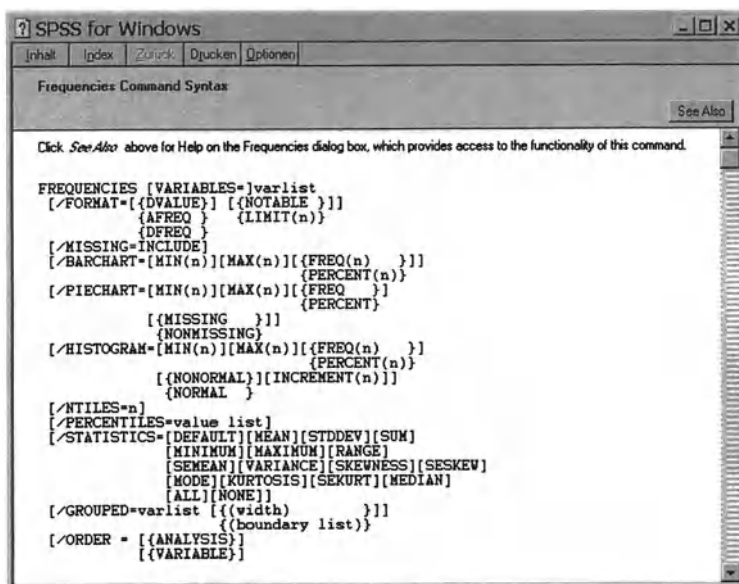 SPSS for Windows
Inhalt Index Zurück Drucken Optionen
Frequencies Command Syntax
See Also
Click See Also above for Help on the Frequencies dialog box, which provides access to the functionality of this command.
FREQUENCIES [VARIABLES=]varlist
[/FORMAT=[{DVALUE}] [{NOTABLE }]]
{AFREQ } {LIMIT(n)}
{DFREQ }
[/MISSING=INCLUDE]
[/BARCHART=[MIN(n)][MAX(n)][{FREQ(n) }]]
{PERCENT(n)}
[/PIECHART=[MIN(n)][MAX(n)][{FREQ }]
{PERCENT}
[{MISSING }]]
{NONMISSING}
[/HISTOGRAM=[MIN(n)][MAX(n)][{FREQ(n) }]
{PERCENT(n)}
[{NONORMAL}][INCREMENT(n)]]
{NORMAL }
[/NTILES=n]
[/PERCENTILES=value list]
[/STATISTICS=[DEFAULT][MEAN][STDDEV][SUM]
[MINIMUM][MAXIMUM][RANGE]
[SEMEAN][VARIANCE][SKEWNESS][SESKEW]
[MODE][KURTOSIS][SEKURT][MEDIAN]
[ALL][NONE]]
[/GROUPED=varlist [{(width) }]]
{(boundary list)}
[/ORDER = [{ANALYSIS}]
[{VARIABLE}]